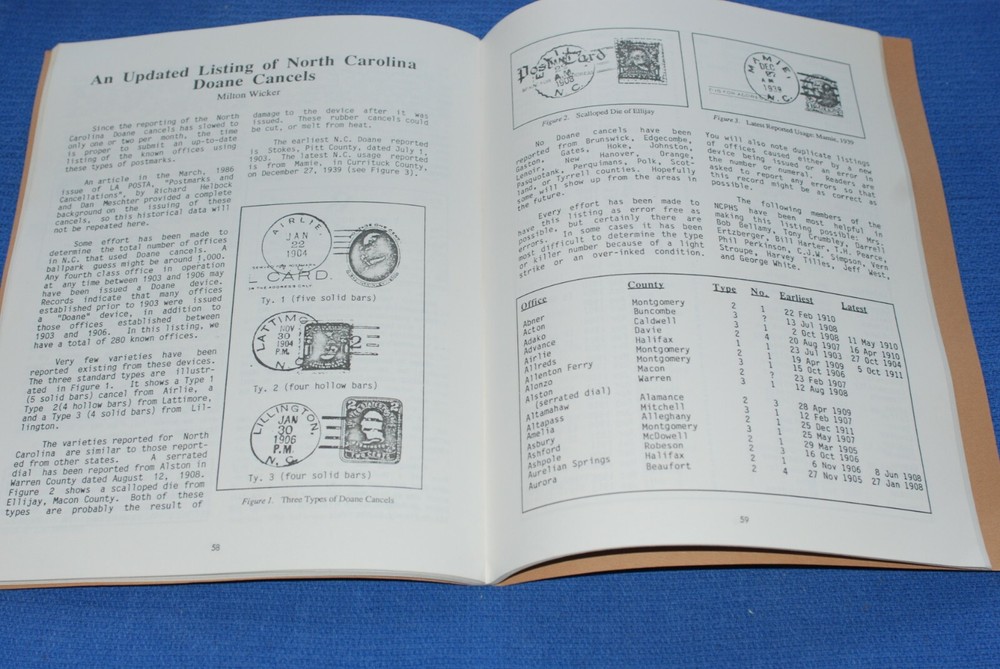 An Updated Listing of North Carolina
Doane Cancels
Milton Wicker
Since the reporting of the North
Carolina Doane cancels has slowed to
only one or two per month, the time
is proper to submit an up-to-date
listing of the known offices using
these types of postmarks.
An article in the March, 1986
issue of LA POSTA, "Postmarks and
Cancellations", by Richard Helbock
and Dan Meschter provided a complete
background on the issuing of these
cancels, so this historical data will
not be repeated here.
Some effort has been made to
determine the total number of offices
in N.C. that used Doane cancels. A
ballpark guess might be around 1,000.
Any fourth class office in operation
at any time between 1903 and 1906 may
have been issued a Doane device.
Records indicate that many offices
established prior to 1903 were issued
a "Doane" device, in addition to
those offices established between
1903 and 1906. In this listing, we
have a total of 280 known offices.
Very few varieties have been
reported existing from these devices.
The three standard types are illustr-
ated in Figure 1. It shows a Type 1
(5 solid bars) cancel from Airlie, a
Type 2(4 hollow bars) from Lattimore,
and a Type 3 (4 solid bars) from Lil-
lington.
The varieties reported for North
Carolina are similar to those report-
ed from other states. A serrated
dial has been reported from Alston in
Warren County dated August 12, 1908.
Figure 2 shows a scalloped die from
Ellijay, Macon County. Both of these
types are probably the result of
damage to the device after it was
issued. These rubber cancels could
be cut, or melt from heat.
The earliest N.C. Doane reported
is Stokes, Pitt County, dated July 1,
1903. The latest N.C. usage reported
is from Mamie, in Currituck County,
on December 27, 1939 (see Figure 3).
AIRLIE
JAN
22
1904
CARD.
Ty. 1 (five solid bars)
LATTIMO
NOV
30
1904
P.M.
N.C.
2
Ty. 2 (four hollow bars)
LILLINGTON,
JAN
30
1906
P.M.
N.C.
Ty. 3 (four solid bars)
Figure 1. Three Types of Doane Cancels
58
Post Card
1908
N.C.
Figure 2. Scalloped Die of Ellijay
MAMIE,
DEC
1939
N.C.
Figure 3. Latest Reported Usage: Mamie, 1939
No Doane cancels have been
reported from Brunswick, Edgecombe,
Gaston, Gates, Hoke, Johnston,
Lenoir, New Hanover, Orange,
Pasquotank, Perquimans, Polk, Scot-
land, or Tyrrell counties. Hopefully
some will show up from the areas in
the future.
Every effort has been made to
have this listing as error free as
possible, but certainly there are
errors. In some cases it has been
most difficult to determine the type
or killer number because of a light
strike or an over-inked condition.
You will also note duplicate listings
of offices caused either by a new
device being issued or an error in
the number or numeral. Readers are
asked to report any errors so that
this record might be as correct as
possible.
The following members of the
NCPHS have been most helpful in
making this listing possible: Mrs.
Bob Bellamy, Tony Crumbley, Darrell
Ertzberger, Bill Harter, T.H. Pearce,
Phil Perkinson, C.J.W. Simpson, Vern
Stroupe, Harvey Tilles, Jeff West,
and George White.
Office County Type No. Earliest Latest
Abner Montgomery 2 22 Feb 1910
Acton Buncombe 3 ? 13 Jul 1908
Adako Caldwell 3 1 2 Oct 1908 11 May 1910
Advance Davie 2 4 20 Aug 1907 16 Apr 1910
Airlie Halifax 1 1 23 Jul 1903 27 Oct 1904
Allreds Montgomery 1 19 Apr 1909 5 Oct 1911
Allenton Ferry Montgomery 3 1 15 Oct 1906
Alonzo Macon 2 ? 23 Feb 1907
Alston Warren 3 1 12 Aug 1908
(serrated dial)
Altamahaw Alamance 2 3 28 Apr 1909
Altapass Mitchell 2 1 12 Feb 1907
Amelia Alleghany 2 1 25 Dec 1911
Asbury Montgomery 3 1 25 May 1907
Ashford McDowell 2 1 29 Mar 1905
Ashpole Robeson 2 3 16 Oct 1906
Aurelian Springs Halifax 2 1 6 Nov 1906 8 Jun 1908
Aurora Beaufort 2 4 27 Nov 1905 27 Jan 1908
59